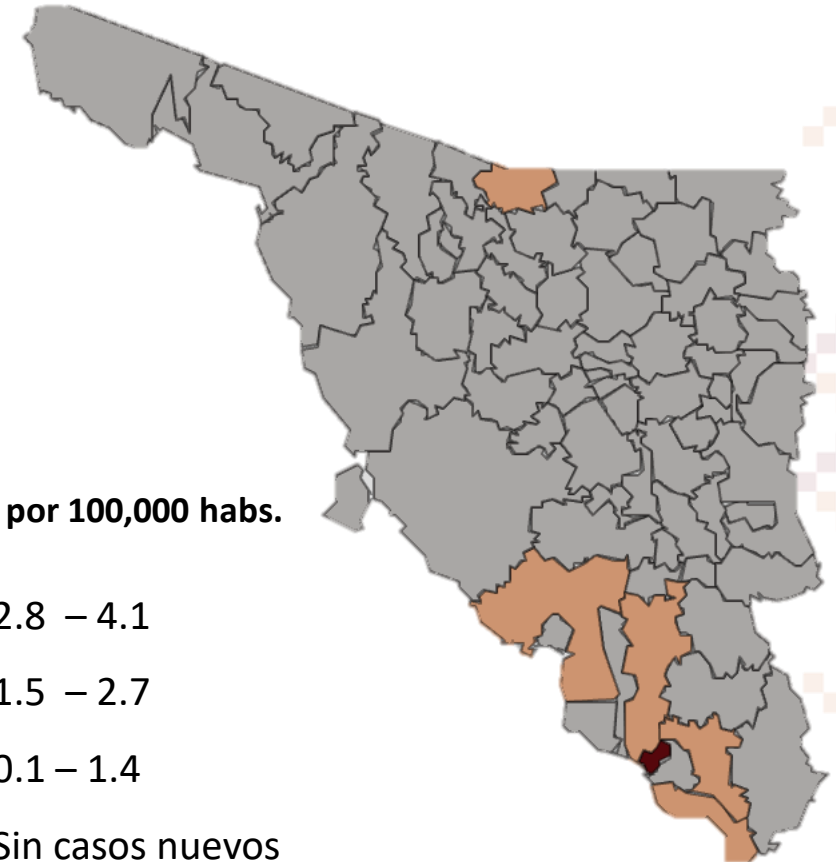 por 100,000 habs.
2.8 – 4.1
1.5 – 2.7
0.1 – 1.4
Sin casos nuevos